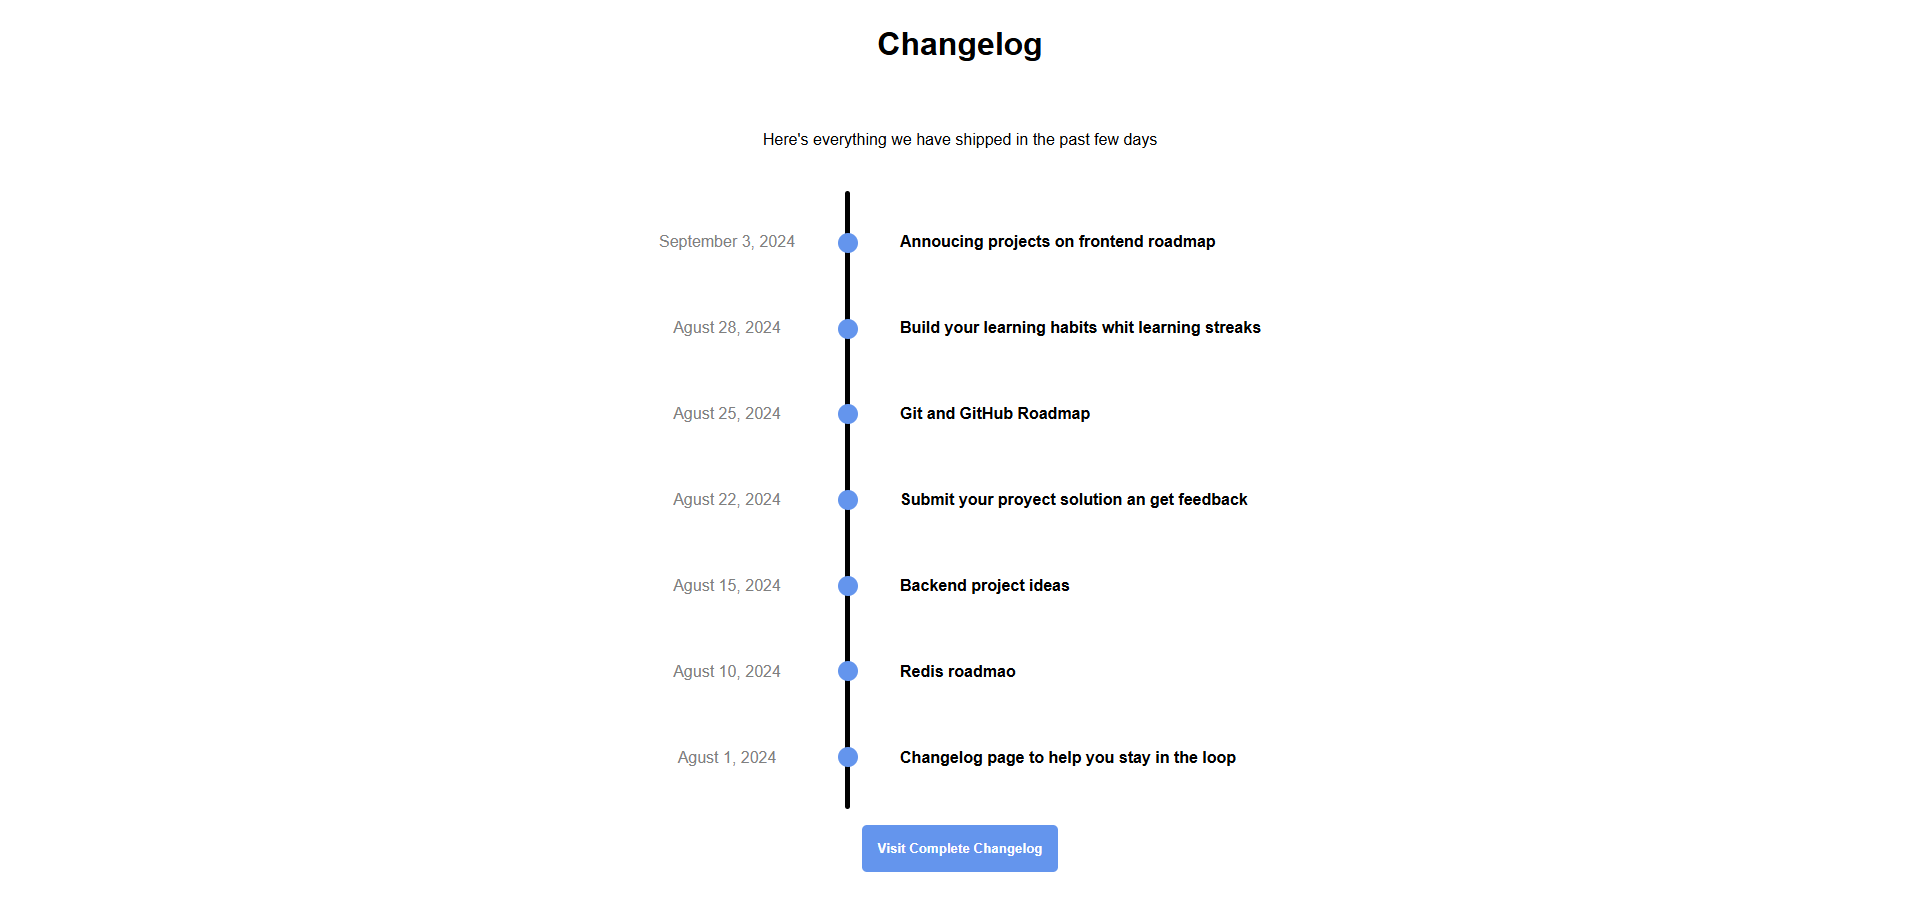 Changelog
Here's everything we have shipped in the past few days
September 3, 2024 Annoucing projects on frontend roadmap
Agust 28, 2024 Build your learning habits whit learning streaks
Agust 25, 2024 Git and GitHub Roadmap
Agust 22, 2024 Submit your proyect solution an get feedback
Agust 15, 2024 Backend project ideas
Agust 10, 2024 Redis roadmao
Agust 1, 2024 Changelog page to help you stay in the loop
Visit Complete Changelog